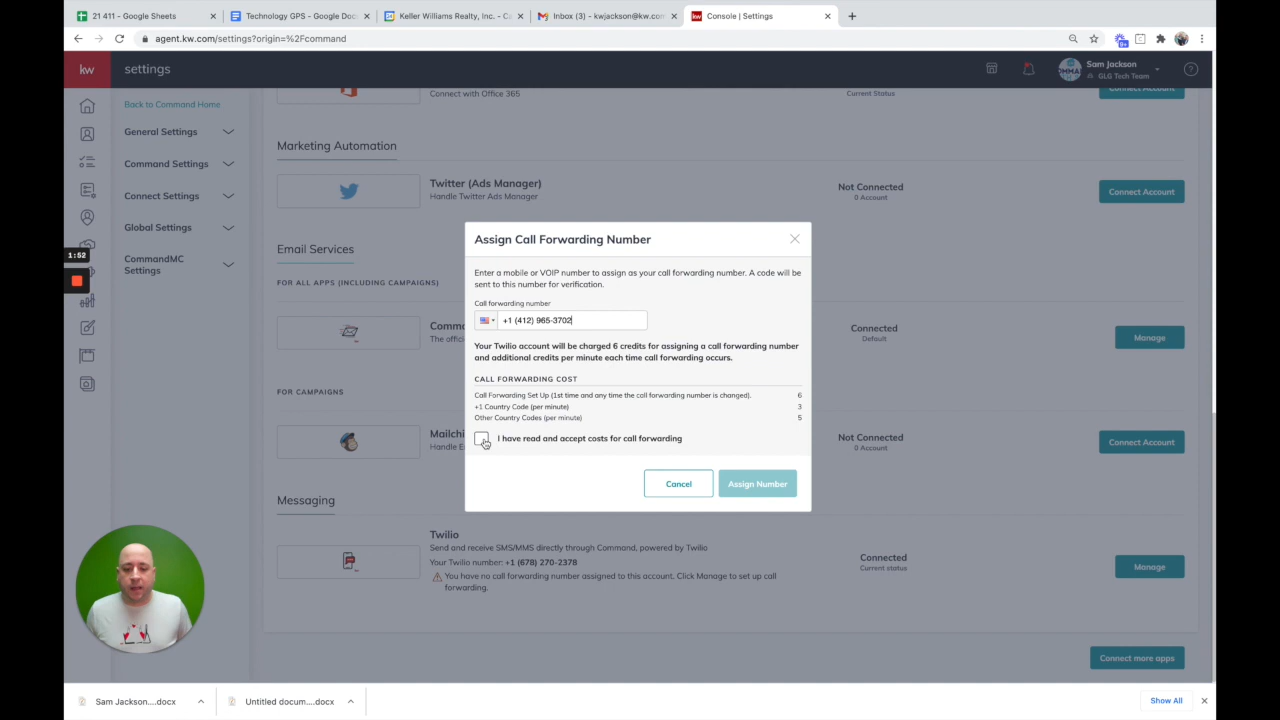 21 411 - Google Sheets
Technology GPS - Google Doc
Keller Williams Realty, Inc. - Ca
Inbox (3) - kwjackson@kw.com
Console | Settings
agent.kw.com/settings?origin=%2Fcommand
9+
kw
settings
Sam Jackson
GLG Tech Team
Back to Command Home
General Settings
Command Settings
Connect Settings
Global Settings
CommandMC
Settings
1:52
Connect with Office 365
Current Status
Connect Account
Marketing Automation
Twitter (Ads Manager)
Handle Twitter Ads Manager
Not Connected
0 Account
Connect Account
Email Services
FOR ALL APPS (INCLUDING CAMPAIGNS)
Comma
The offici
Connected
Default
Manage
FOR CAMPAIGNS
Mailchi
Handle E
Not Connected
0 Account
Connect Account
Messaging
Twilio
Send and receive SMS/MMS directly through Command, powered by Twilio
Your Twilio number: +1 (678) 270-2378
You have no call forwarding number assigned to this account. Click Manage to set up call
forwarding.
Connected
Current status
Manage
Connect more apps
Assign Call Forwarding Number
Enter a mobile or VOIP number to assign as your call forwarding number. A code will be
sent to this number for verification.
Call forwarding number
+1 (412) 965-3702
Your Twilio account will be charged 6 credits for assigning a call forwarding number
and additional credits per minute each time call forwarding occurs.
CALL FORWARDING COST
Call Forwarding Set Up (1st time and any time the call forwarding number is changed). 6
+1 Country Code (per minute) 3
Other Country Codes (per minute) 5
I have read and accept costs for call forwarding
Cancel
Assign Number
Sam Jackson....docx
Untitled docum....docx
Show All